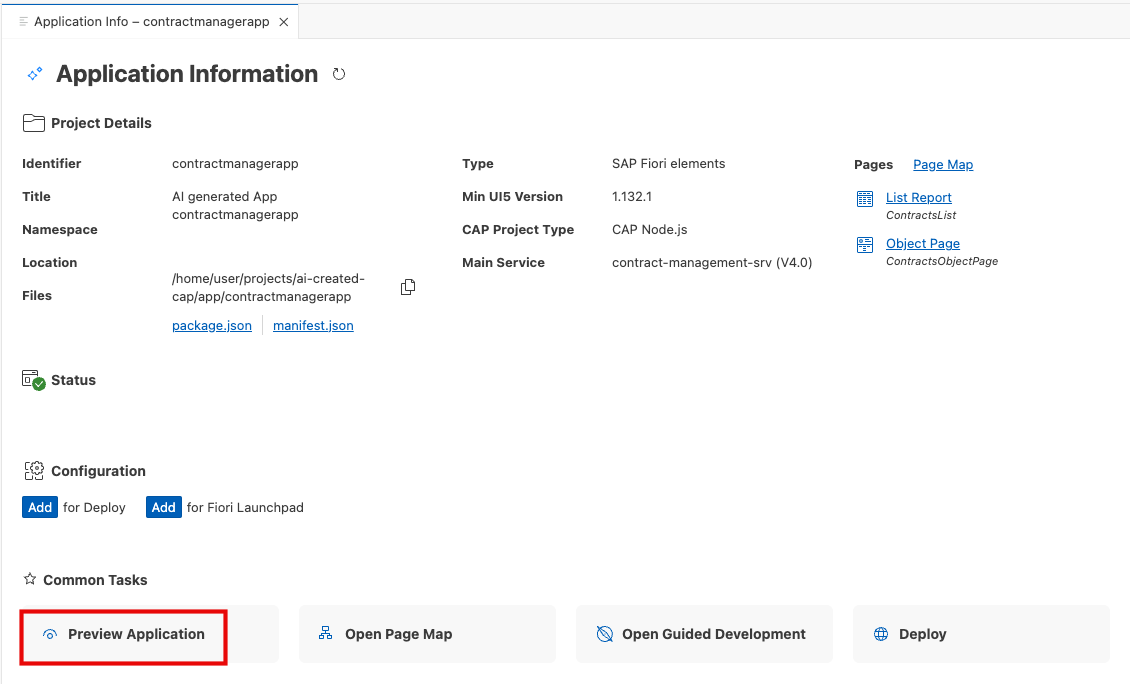 Application Info – contractmanagerapp
Application Information
Project Details
Identifier
contractmanagerapp
Title
AI generated App
contractmanagerapp
Namespace
Location
/home/user/projects/ai-created-
cap/app/contractmanagerapp
Files
package.json
manifest.json
Type
SAP Fiori elements
Min UI5 Version
1.132.1
CAP Project Type
CAP Node.js
Main Service
contract-management-srv (V4.0)
Pages
Page Map
List Report
ContractsList
Object Page
ContractsObjectPage
Status
Configuration
Add for Deploy
Add for Fiori Launchpad
Common Tasks
Preview Application
Open Page Map
Open Guided Development
Deploy